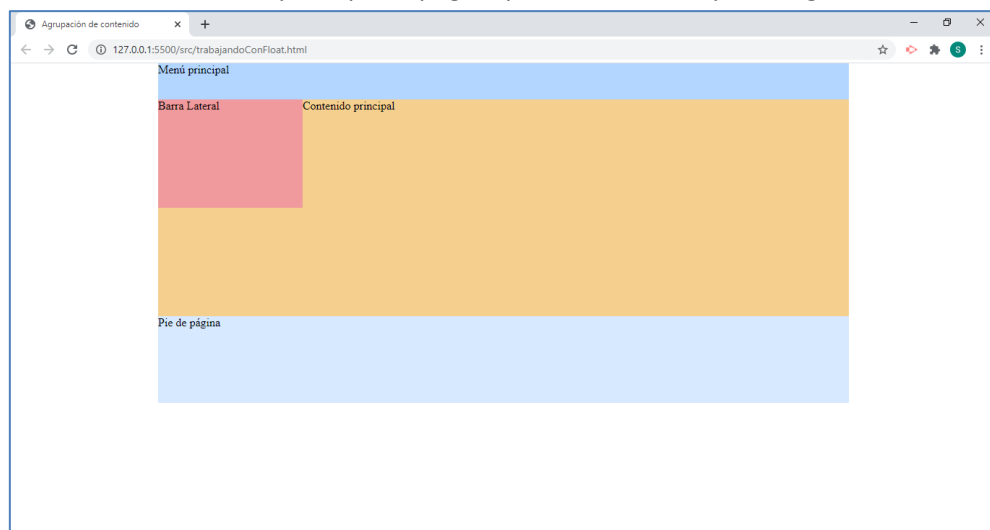 Agrupación de contenido
127.0.0.1:5500/src/trabajandoConFloat.html
S
Menú principal
Barra Lateral
Contenido principal
Pie de página